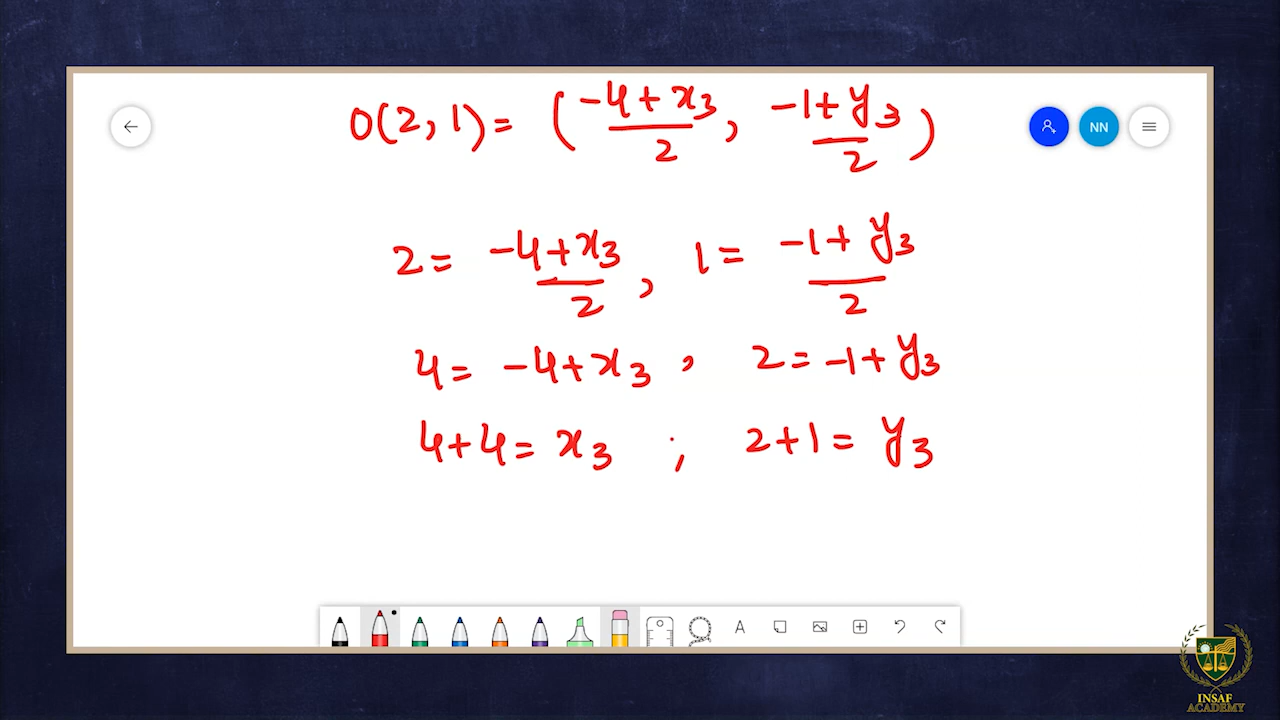 O(2, 1) = (-4+x₃/2, -1+y₃/2)
NN
2 = -4+x₃/2, 1 = -1+y₃/2
4 = -4+x₃, 2 = -1+y₃
4+4 = x₃ ; 2+1 = y₃
A
INSAF
ACADEMY